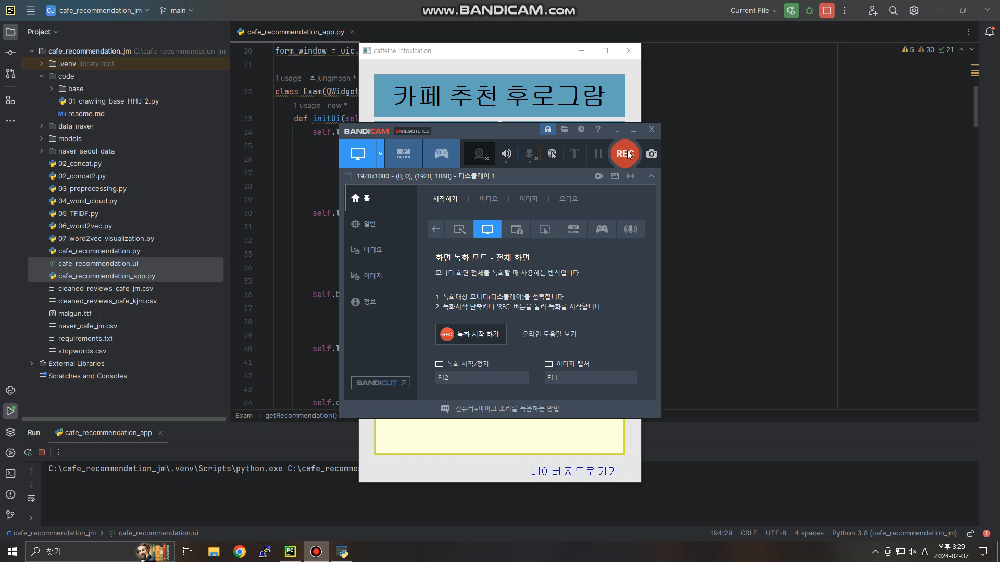 PC
CJ cafe_recommendation_jm
main
www.BANDICAM.com
Current File
Project
cafe_recommendation_app.py
cafe_recommendation_jm C:\cafe_recommendation_jm
.venv library root
code
base
01_crawling_base_HHJ_2.py
readme.md
data_naver
models
naver_seoul_data
02_concat.py
02_concat2.py
03_preprocessing.py
04_word_cloud.py
05_TFIDF.py
06_word2vec.py
07_word2vec_visualization.py
cafe_recommendation.py
cafe_recommendation.ui
cafe_recommendation_app.py
cleaned_reviews_cafe_jm.csv
cleaned_reviews_cafe_kjm.csv
malgun.ttf
naver_cafe_jm.csv
requirements.txt
stopwords.csv
External Libraries
Scratches and Consoles
20 form_window = uic.
21
1 usage jungmoon *
22 class Exam(QWidget
1 usage new *
23 def initUi(sel
24 self.l
25
26
27
28
29
30 self.l
31
32
33
34
35
36 self.b
37
38
39
40 self.l
41
42
43
44 self.c
5 30 21
Exam > getRecommendation()
caffeine_intoxication
카페 추천 후로그람
BANDICAM UNREGISTERED
HDMI
T
REC
1920x1080 - (0, 0), (1920, 1080) - 디스플레이 1
홈
일반
비디오
이미지
정보
BANDICUT
시작하기 | 비디오 | 이미지 | 오디오
HDMI
화면 녹화 모드 - 전체 화면
모니터 화면 전체를 녹화할 때 사용하는 방식입니다.
1. 녹화대상 모니터(디스플레이)를 선택합니다.
2. 녹화시작 단축키나 'REC' 버튼을 눌러 녹화를 시작합니다.
REC 녹화 시작 하기
온라인 도움말 보기
녹화 시작/정지
이미지 캡처
F12
F11
컴퓨터+마이크 소리를 녹음하는 방법
네이버 지도로 가기
Run cafe_recommendation_app
C:\cafe_recommendation_jm\.venv\Scripts\python.exe C:\cafe_recomme
cafe_recommendation_jm > cafe_recommendation.ui
194:29 CRLF UTF-8 4 spaces Python 3.8 (cafe_recommendation_jm)
찾기
PC
A
오후 3:29
2024-02-07